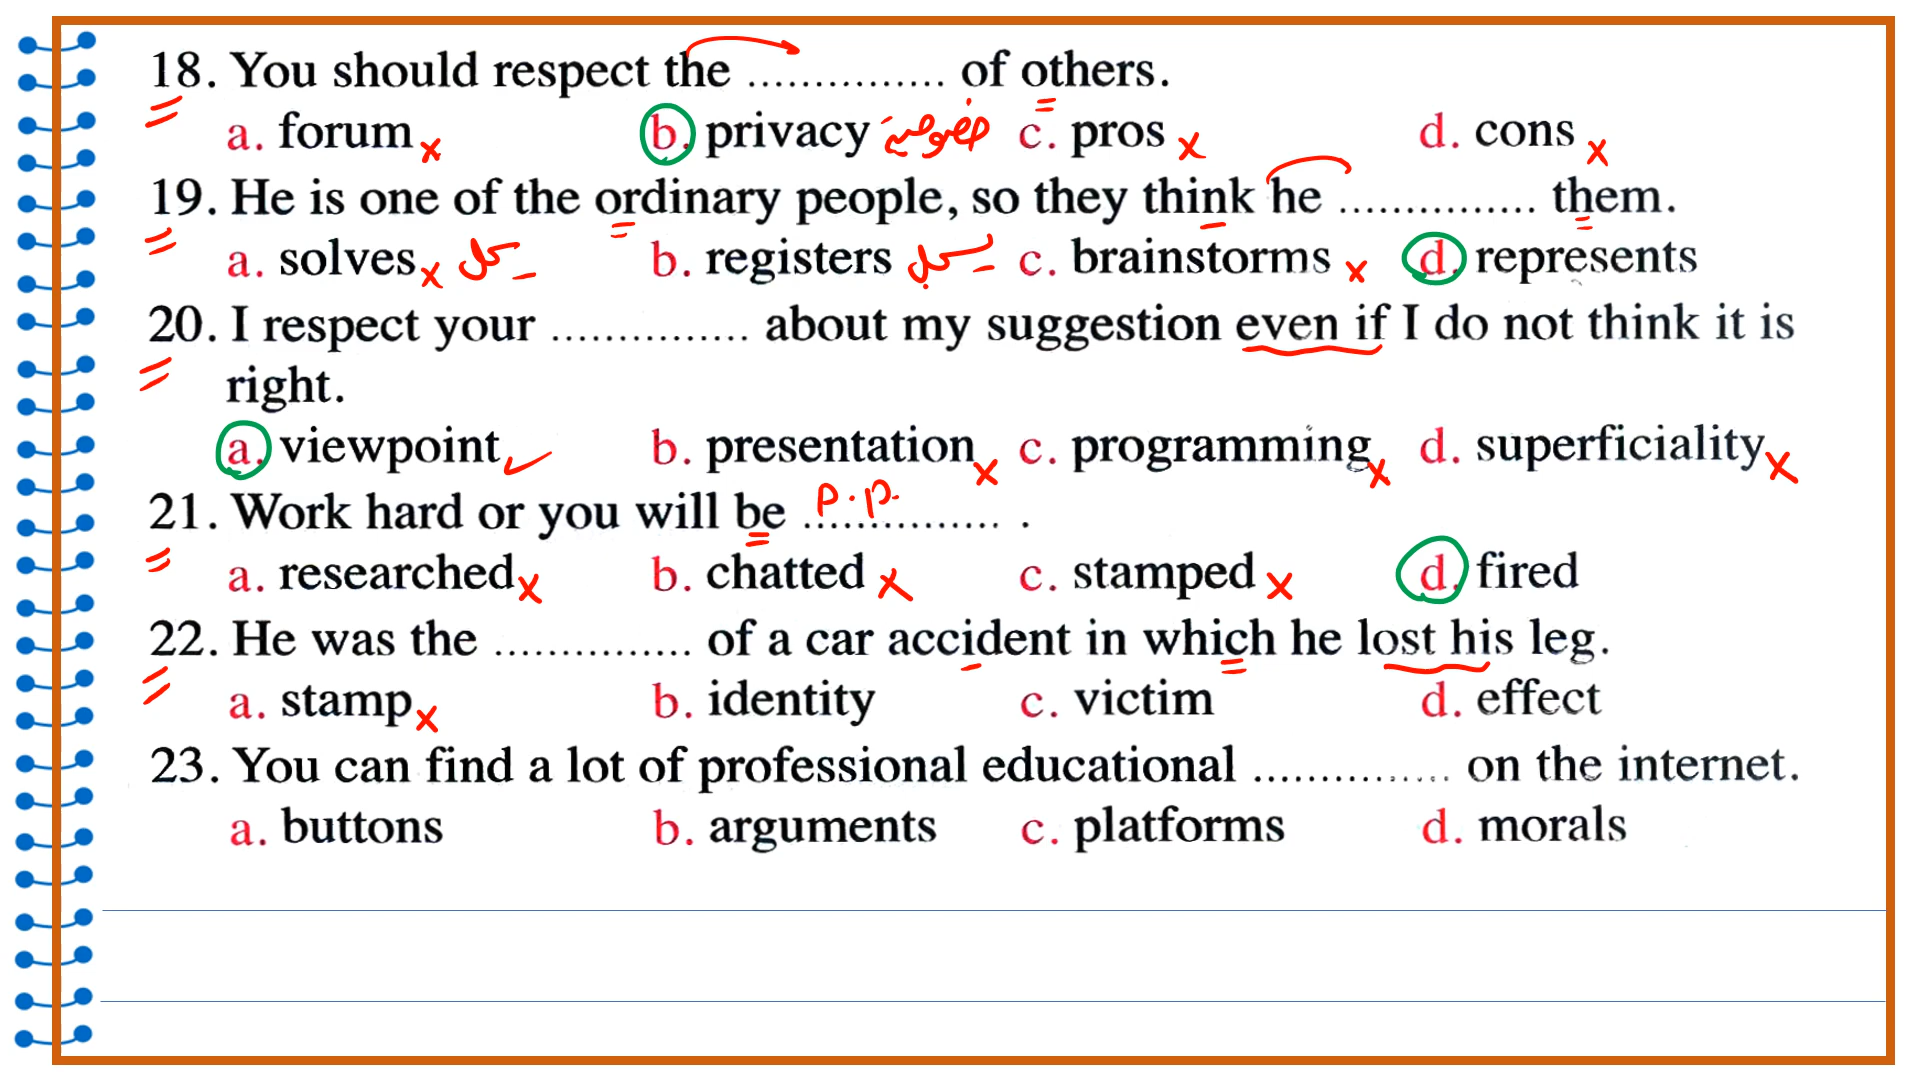 18. You should respect the ............... of others.
a. forum x b. privacy خصوصية c. pros x d. cons x
19. He is one of the ordinary people, so they think he ............... them.
a. solves x يحل b. registers يسجل c. brainstorms x d. represents
20. I respect your ............... about my suggestion even if I do not think it is
right.
a. viewpoint ✓ b. presentation x c. programming x d. superficiality x
P.P.
21. Work hard or you will be ............... .
a. researched x b. chatted x c. stamped x d. fired
22. He was the ............... of a car accident in which he lost his leg.
a. stamp x b. identity c. victim d. effect
23. You can find a lot of professional educational ............... on the internet.
a. buttons b. arguments c. platforms d. morals